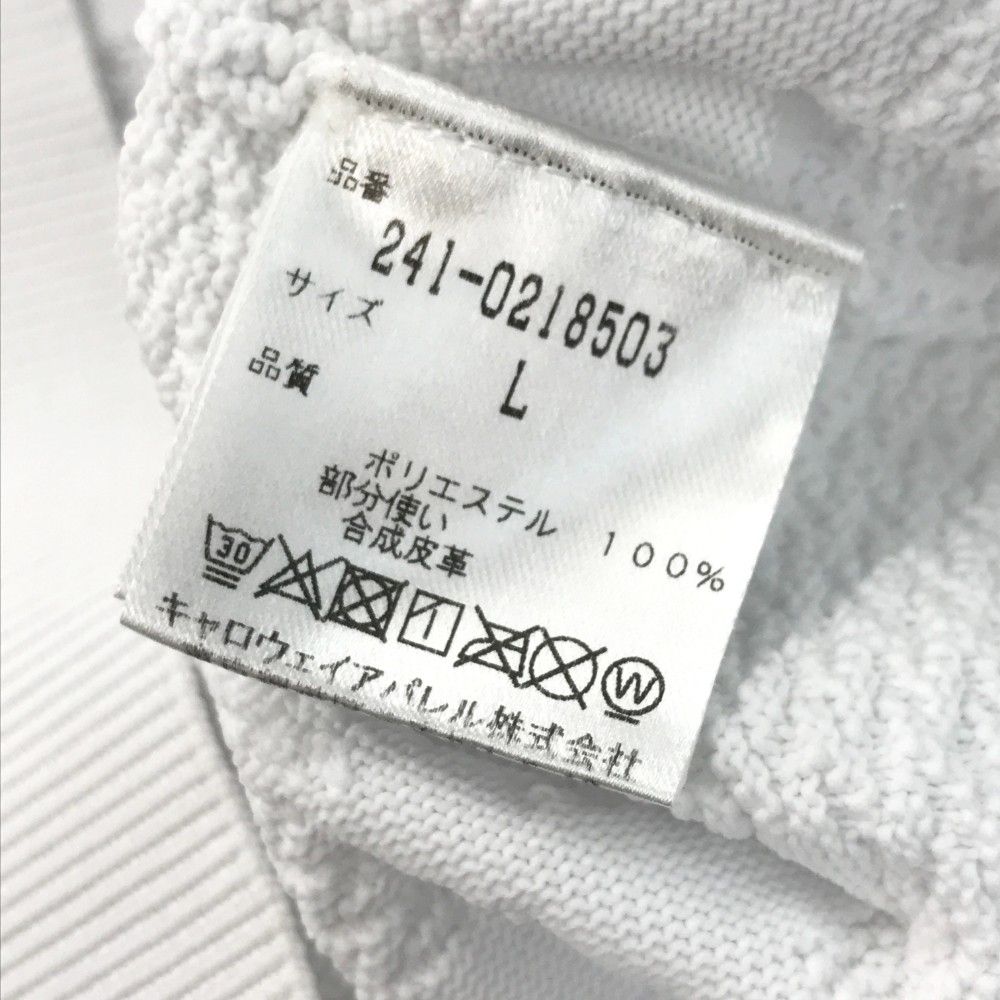 品番
241-0218503
サイズ
L
品質
ポリエステル 100%
部分使い
合成皮革
30
W
キャロウェイアパレル株式会社